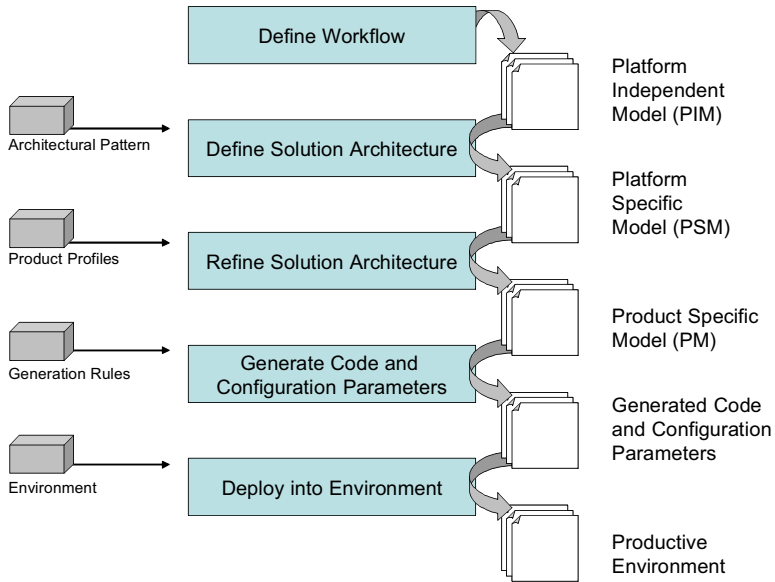 Define Workflow
Platform
Independent
Model (PIM)
Architectural Pattern
Define Solution Architecture
Platform
Specific
Model (PSM)
Product Profiles
Refine Solution Architecture
Product Specific
Model (PM)
Generation Rules
Generate Code and
Configuration Parameters
Generated Code
and Configuration
Parameters
Environment
Deploy into Environment
Productive
Environment